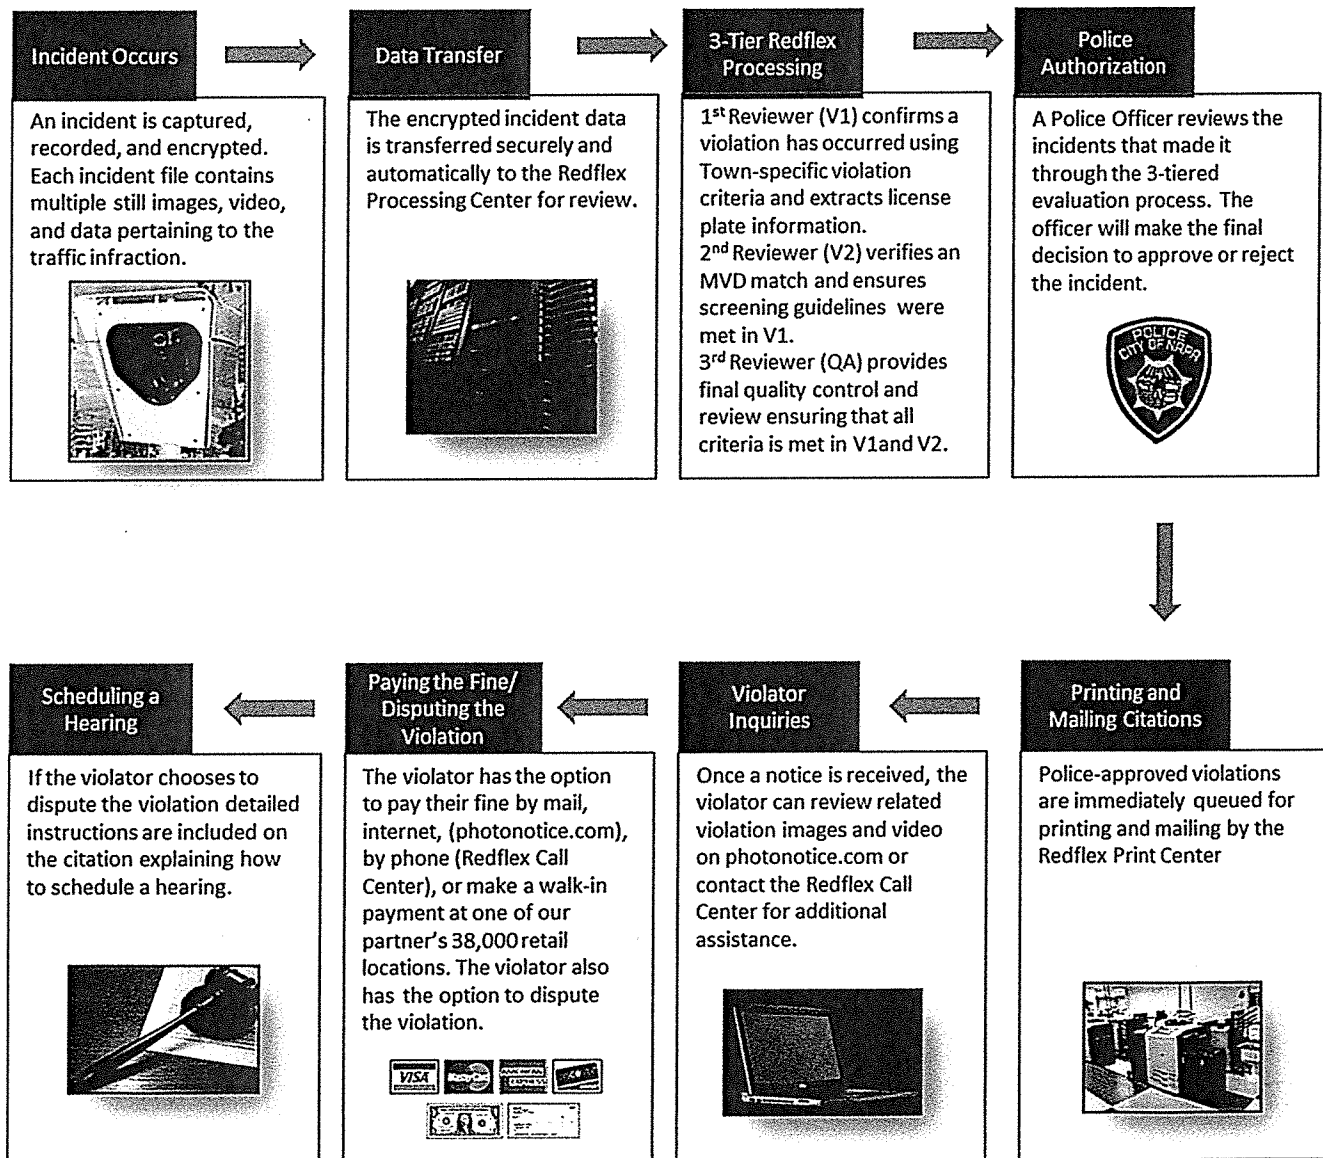 Incident Occurs
An incident is captured,
recorded, and encrypted.
Each incident file contains
multiple still images, video,
and data pertaining to the
traffic infraction.
Data Transfer
The encrypted incident data
is transferred securely and
automatically to the Redflex
Processing Center for review.
3-Tier Redflex
Processing
1st Reviewer (V1) confirms a
violation has occurred using
Town-specific violation
criteria and extracts license
plate information.
2nd Reviewer (V2) verifies an
MVD match and ensures
screening guidelines were
met in V1.
3rd Reviewer (QA) provides
final quality control and
review ensuring that all
criteria is met in V1and V2.
Police
Authorization
A Police Officer reviews the
incidents that made it
through the 3-tiered
evaluation process. The
officer will make the final
decision to approve or reject
the incident.
POLICE
CITY OF NAPA
Printing and
Mailing Citations
Police-approved violations
are immediately queued for
printing and mailing by the
Redflex Print Center
Violator
Inquiries
Once a notice is received, the
violator can review related
violation images and video
on photonotice.com or
contact the Redflex Call
Center for additional
assistance.
Paying the Fine/
Disputing the
Violation
The violator has the option
to pay their fine by mail,
internet, (photonotice.com),
by phone (Redflex Call
Center), or make a walk-in
payment at one of our
partner's 38,000 retail
locations. The violator also
has the option to dispute
the violation.
VISA
Scheduling a
Hearing
If the violator chooses to
dispute the violation detailed
instructions are included on
the citation explaining how
to schedule a hearing.